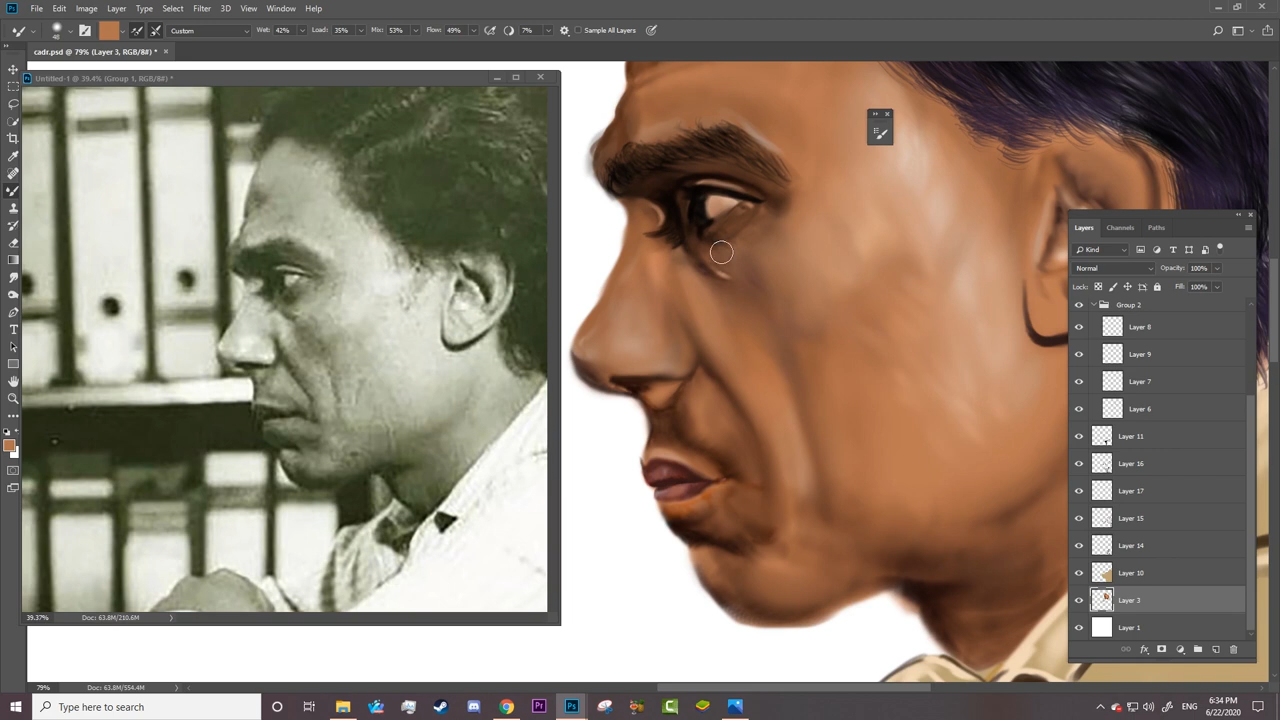 Ps File Edit Image Layer Type Select Filter 3D View Window Help
48 Custom Wet: 42% Load: 35% Mix: 53% Flow: 49% 7% Sample All Layers
cadr.psd @ 79% (Layer 3, RGB/8#) * ×
Untitled-1 @ 39.4% (Group 1, RGB/8#) *
Layers Channels Paths
Kind
Normal Opacity: 100%
Lock: Fill: 100%
Group 2
Layer 8
Layer 9
Layer 7
Layer 6
Layer 11
Layer 16
Layer 17
Layer 15
Layer 14
Layer 10
Layer 3
Layer 1
fx
39.37% Doc: 63.8M/210.6M
79% Doc: 63.8M/554.4M
Type here to search
Pr Ps
ENG
6:34 PM
6/22/2020